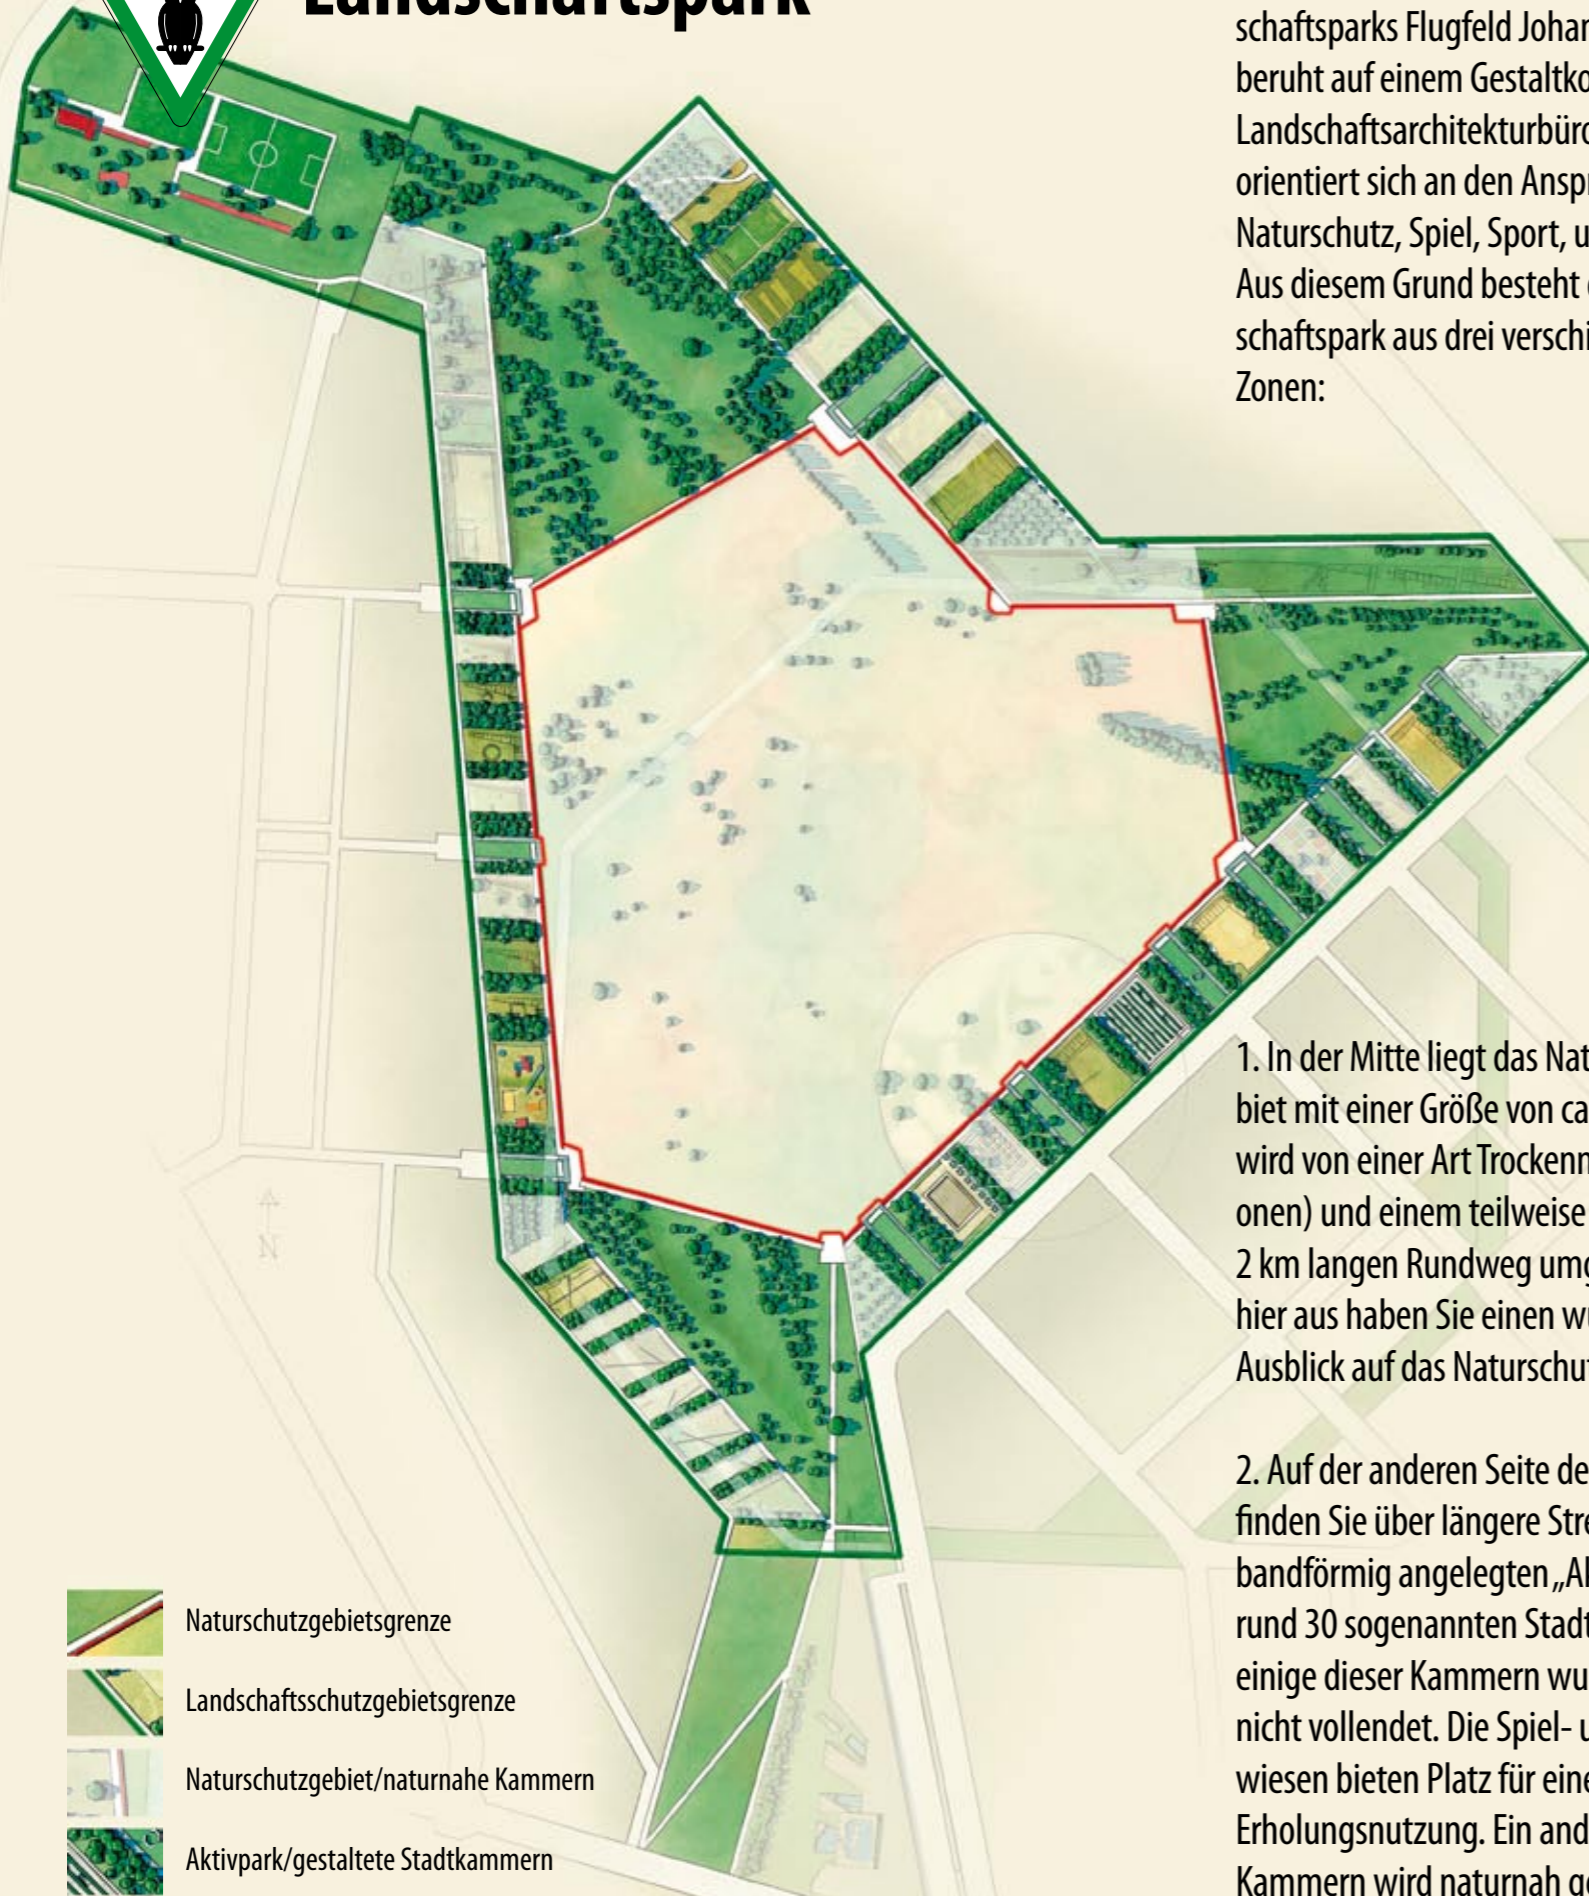 Landschaftspark
schaftsparks Flugfeld Johan
beruht auf einem Gestaltko
Landschaftsarchitekturbüro
orientiert sich an den Anspr
Naturschutz, Spiel, Sport, u
Aus diesem Grund besteht
schaftspark aus drei verschi
Zonen:
1. In der Mitte liegt das Nat
biet mit einer Größe von ca
wird von einer Art Trockenm
onen) und einem teilweise
2 km langen Rundweg umg
hier aus haben Sie einen wu
Ausblick auf das Naturschut
2. Auf der anderen Seite de
finden Sie über längere Stre
bandförmig angelegten „Ak
rund 30 sogenannten Stadt
einige dieser Kammern wu
nicht vollendet. Die Spiel- u
wiesen bieten Platz für eine
Erholungsnutzung. Ein and
Kammern wird naturnah ge
N
Naturschutzgebietsgrenze
Landschaftsschutzgebietsgrenze
Naturschutzgebiet/naturnahe Kammern
Aktivpark/gestaltete Stadtkammern